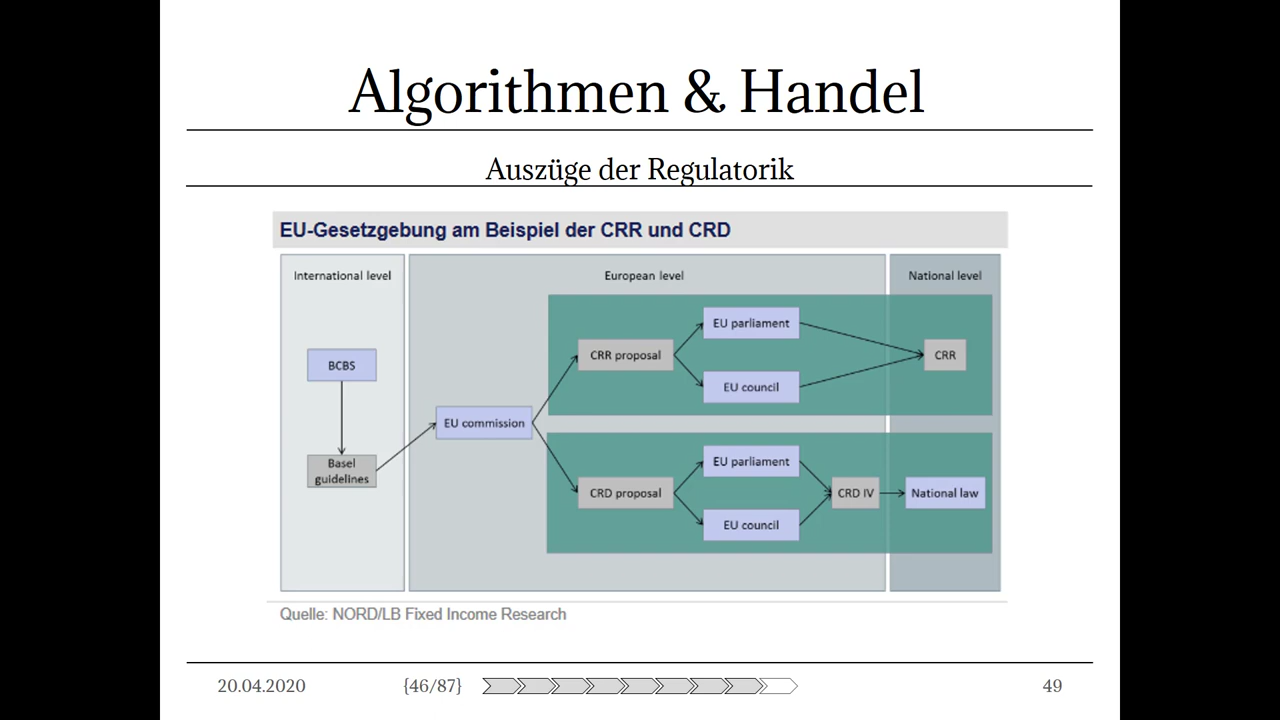 Algorithmen & Handel
Auszüge der Regulatorik
EU-Gesetzgebung am Beispiel der CRR und CRD
International level
European level
National level
BCBS
Basel
guidelines
EU commission
CRR proposal
EU parliament
EU council
CRR
CRD proposal
EU parliament
EU council
CRD IV
National law
Quelle: NORD/LB Fixed Income Research
20.04.2020
{46/87}
49